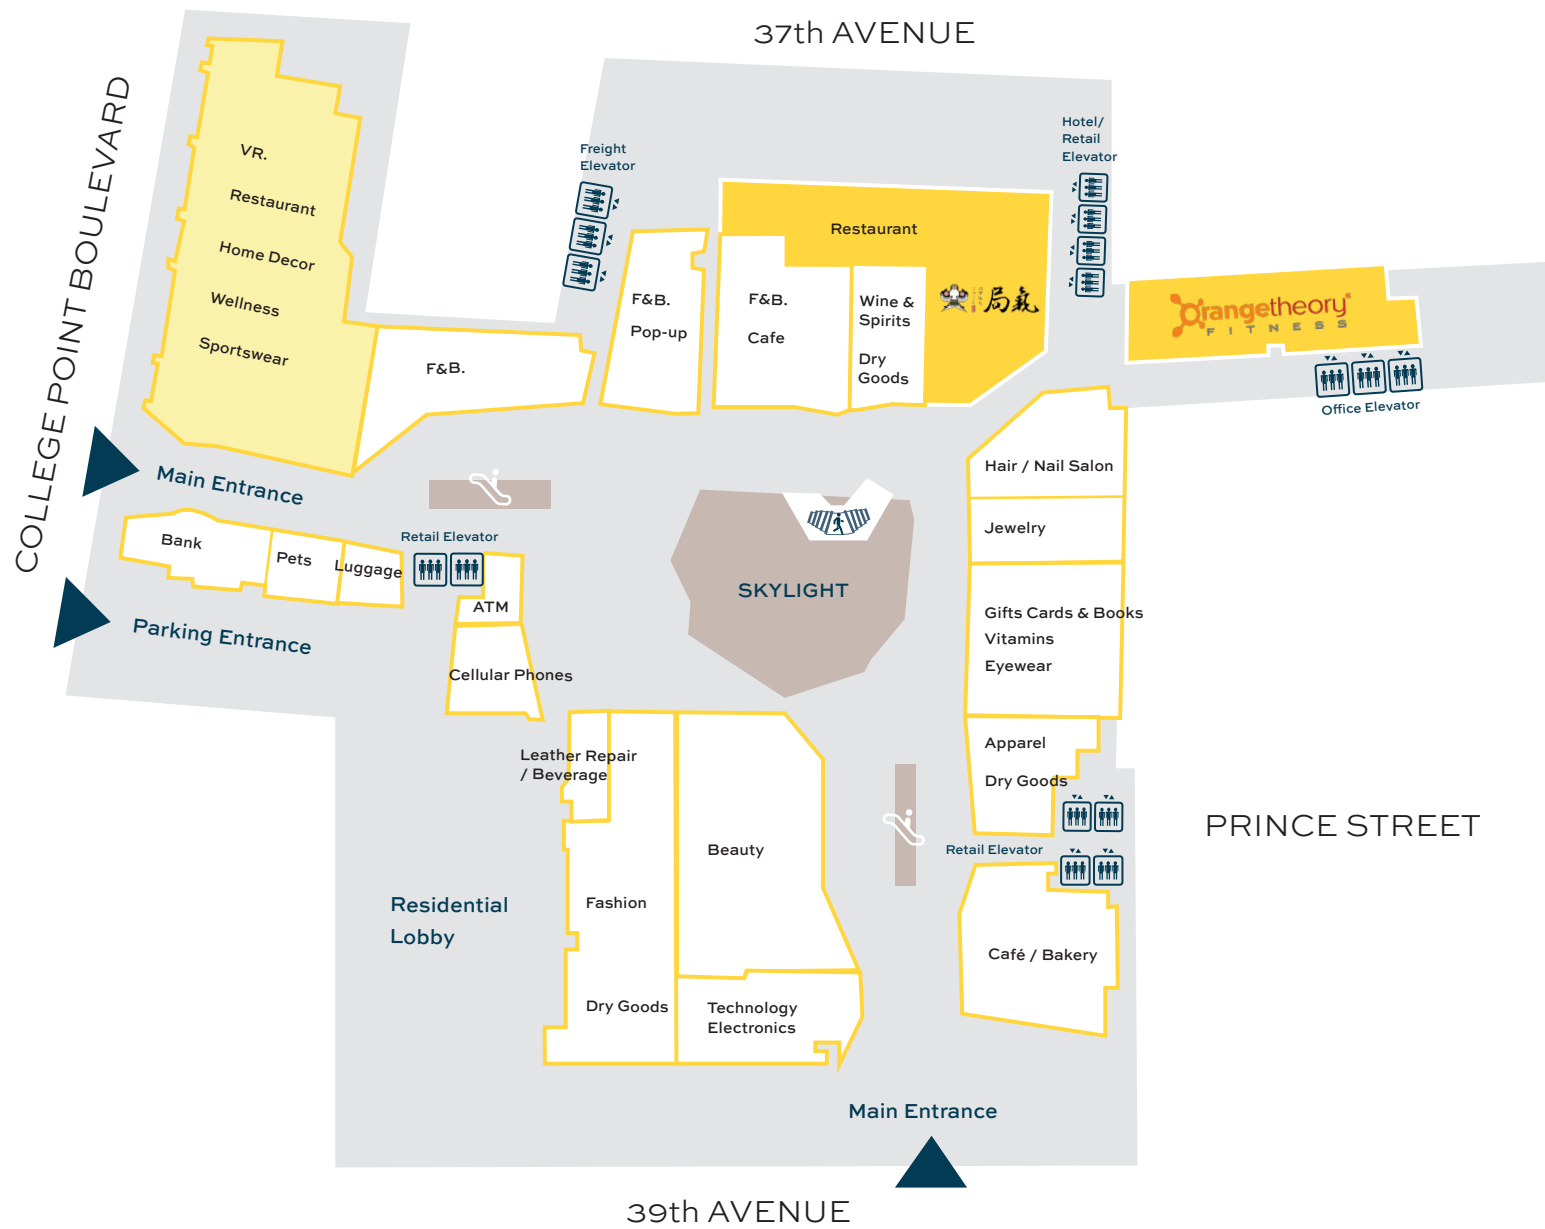 37th AVENUE
COLLEGE POINT BOULEVARD
VR.
Restaurant
Home Decor
Wellness
Sportswear
F&B.
Freight
Elevator
F&B.
Pop-up
Restaurant
F&B.
Cafe
Wine &
Spirits
Dry
Goods
局氣
Hotel/
Retail
Elevator
orangetheory
FITNESS
Office Elevator
Main Entrance
Bank
Pets
Luggage
Parking Entrance
Retail Elevator
ATM
Cellular Phones
SKYLIGHT
Hair / Nail Salon
Jewelry
Gifts Cards & Books
Vitamins
Eyewear
Apparel
Dry Goods
Retail Elevator
Café / Bakery
PRINCE STREET
Leather Repair
/ Beverage
Fashion
Dry Goods
Beauty
Technology
Electronics
Residential
Lobby
Main Entrance
39th AVENUE